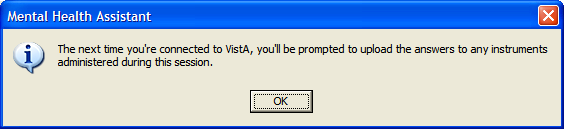 Mental Health Assistant
The next time you're connected to VistA, you'll be prompted to upload the answers to any instruments
administered during this session.
OK